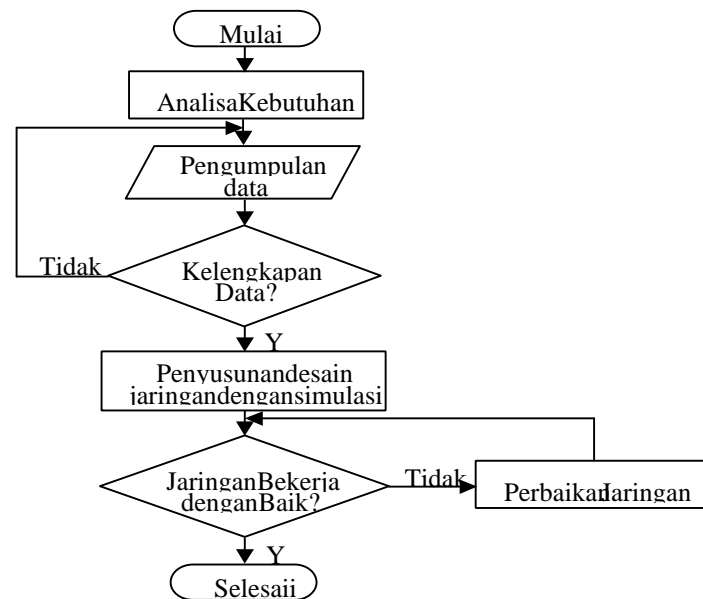 Mulai
AnalisaKebutuhan
Pengumpulan
data
Tidak
Kelengkapan
Data?
Y
Penyusunandesain
jaringandengansimulasi
JaringanBekerja
denganBaik?
Tidak
PerbaikanJaringan
Y
Selesaii